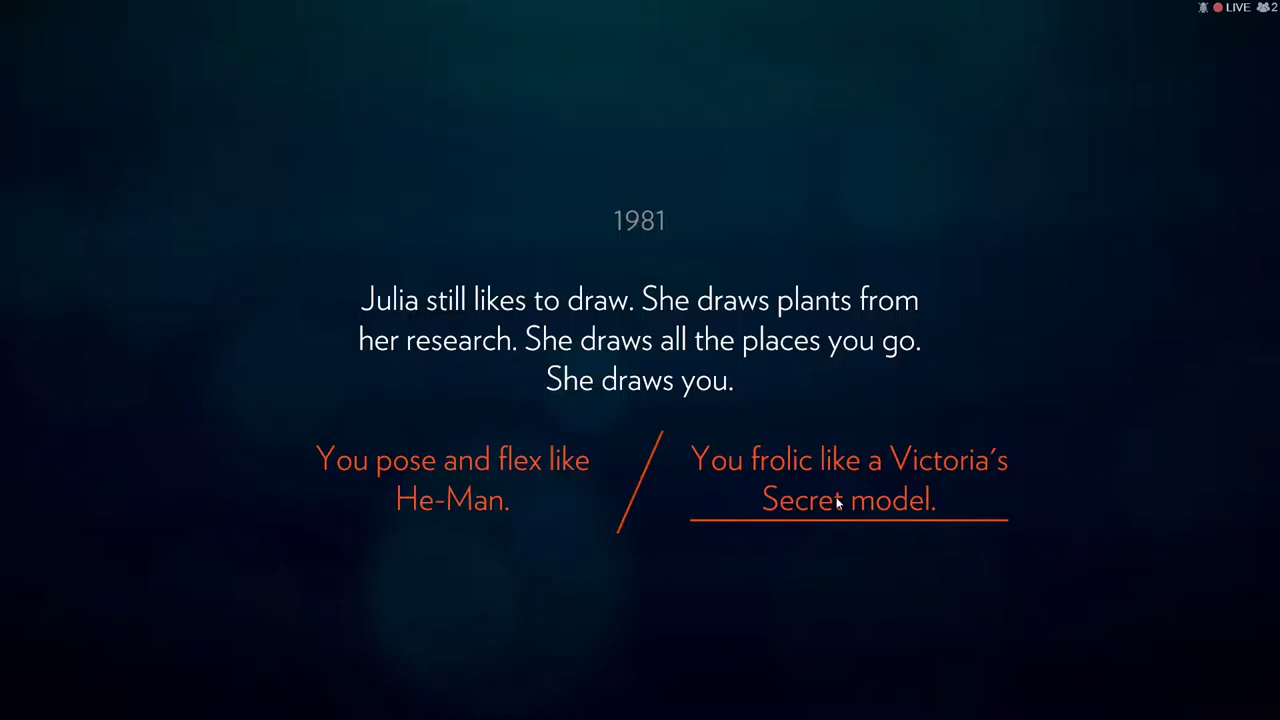 LIVE 2
1981
Julia still likes to draw. She draws plants from
her research. She draws all the places you go.
She draws you.
You pose and flex like
He-Man.
You frolic like a Victoria's
Secret model.